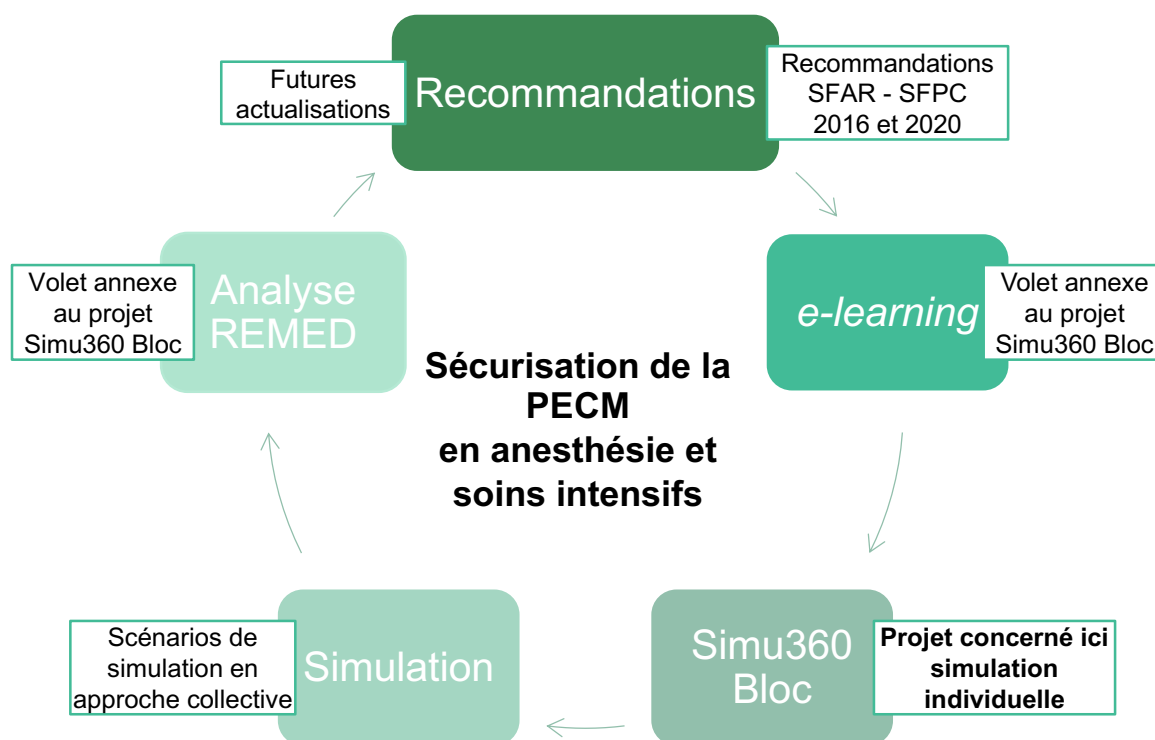 Recommandations
Futures
actualisations
Recommandations
SFAR - SFPC
2016 et 2020
e-learning
Volet annexe
au projet
Simu360 Bloc
Simu360
Bloc
Projet concerné ici
simulation
individuelle
Simulation
Scénarios de
simulation en
approche collective
Analyse
REMED
Volet annexe
au projet
Simu360 Bloc
Sécurisation de la
PECM
en anesthésie et
soins intensifs